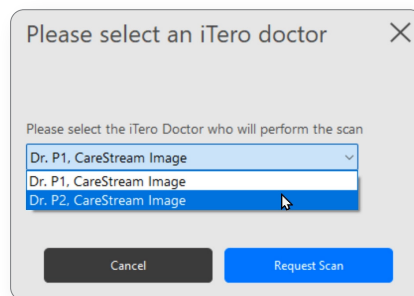 Please select an iTero doctor
Please select the iTero Doctor who will perform the scan
Dr. P1, CareStream Image
Dr. P1, CareStream Image
Dr. P2, CareStream Image
Cancel Request Scan